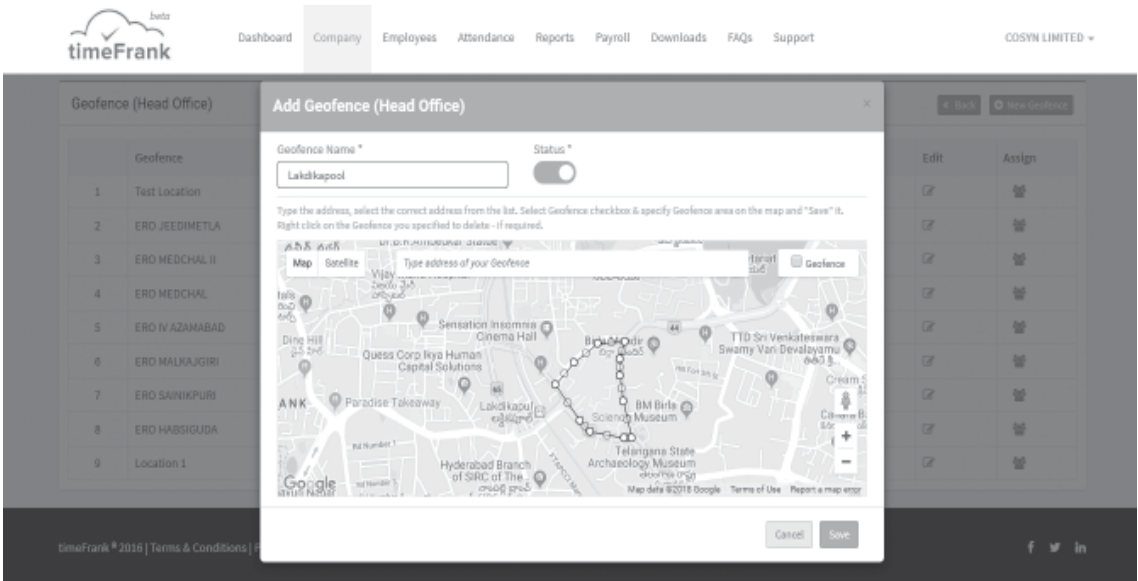 beta
timeFrank
Dashboard Company Employees Attendance Reports Payroll Downloads FAQs Support
COSYN LIMITED
Geofence (Head Office)
Back
New Geofence
Add Geofence (Head Office)
×
Geofence Name *
Status *
Lakdikapool
Type the address, select the correct address from the list. Select Geofence checkbox & specify Geofence area on the map and "Save" it.
Right click on the Geofence you specified to delete - if required.
Geofence
Edit
Assign
1 Test Location
2 ERO JEEDIMETLA
3 ERO MEDCHAL II
4 ERO MEDCHAL
5 ERO IV AZAMABAD
6 ERO MALKAJGIRI
7 ERO SAINIKPURI
8 ERO HABSIGUDA
9 Location 1
Map Satellite
Type address of your Geofence
Geofence
Vijay
Sensation Insomnia
Cinema Hall
44
TTD Sri Venkateswara
Swamy Vari Devalayamu
Quess Corp Ikya Human
Capital Solutions
Cream
ANK
Paradise Takeaway
Lakdikapul
BM Birla
Science Museum
Rd Number 1
Telangana State
Archaeology Museum
Hyderabad Branch
of SIRC of The
+
−
Google
Map data ©2018 Google Terms of Use Report a map error
Cancel
Save
timeFrank ® 2016 | Terms & Conditions |